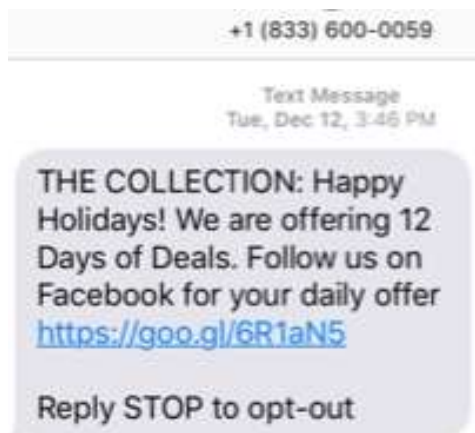 +1 (833) 600-0059
Text Message
Tue, Dec 12, 3:46 PM
THE COLLECTION: Happy
Holidays! We are offering 12
Days of Deals. Follow us on
Facebook for your daily offer
https://goo.gl/6R1aN5
Reply STOP to opt-out